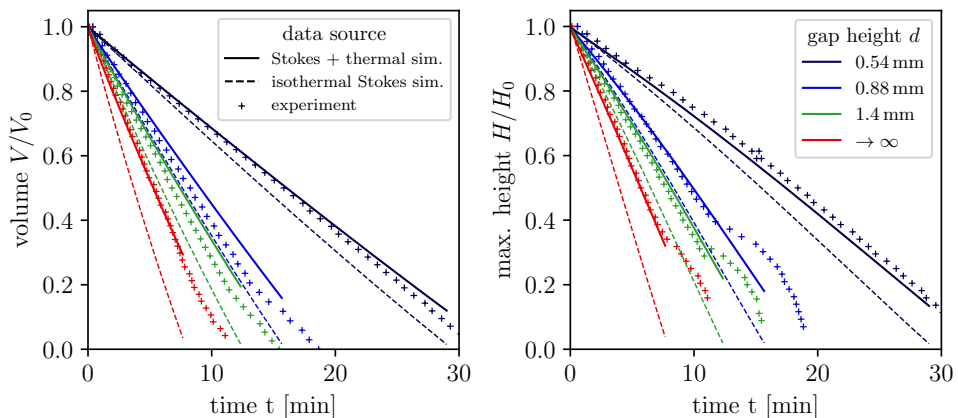 data source
Stokes + thermal sim.
isothermal Stokes sim.
experiment
volume V/V₀
1.0
0.8
0.6
0.4
0.2
0.0
0
10
20
30
time t [min]
gap height d
0.54 mm
0.88 mm
1.4 mm
→ ∞
max. height H/H₀
1.0
0.8
0.6
0.4
0.2
0.0
0
10
20
30
time t [min]